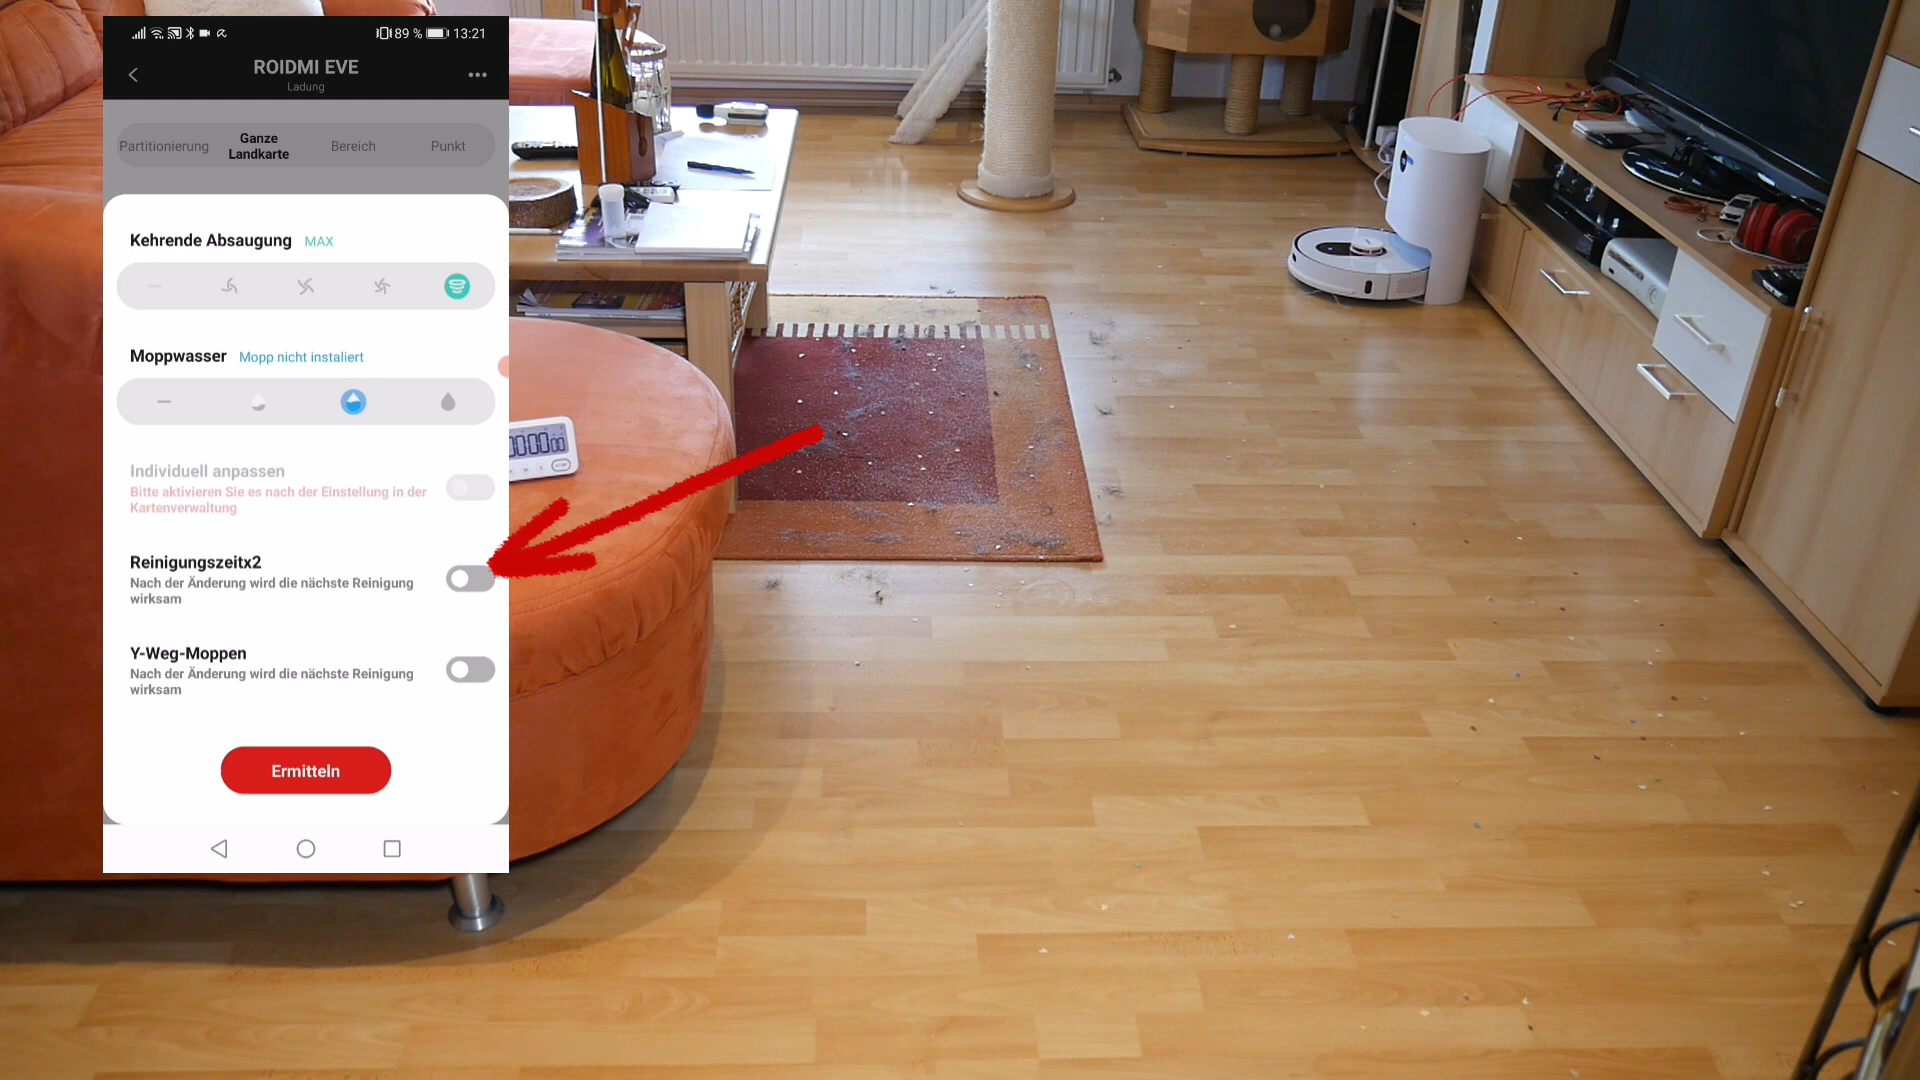 89 % 13:21
ROIDMI EVE
Ladung
Partitionierung
Ganze
Landkarte
Bereich
Punkt
Kehrende Absaugung MAX
Moppwasser Mopp nicht instaliert
Individuell anpassen
Bitte aktivieren Sie es nach der Einstellung in der
Kartenverwaltung
Reinigungszeitx2
Nach der Änderung wird die nächste Reinigung
wirksam
Y-Weg-Moppen
Nach der Änderung wird die nächste Reinigung
wirksam
Ermitteln